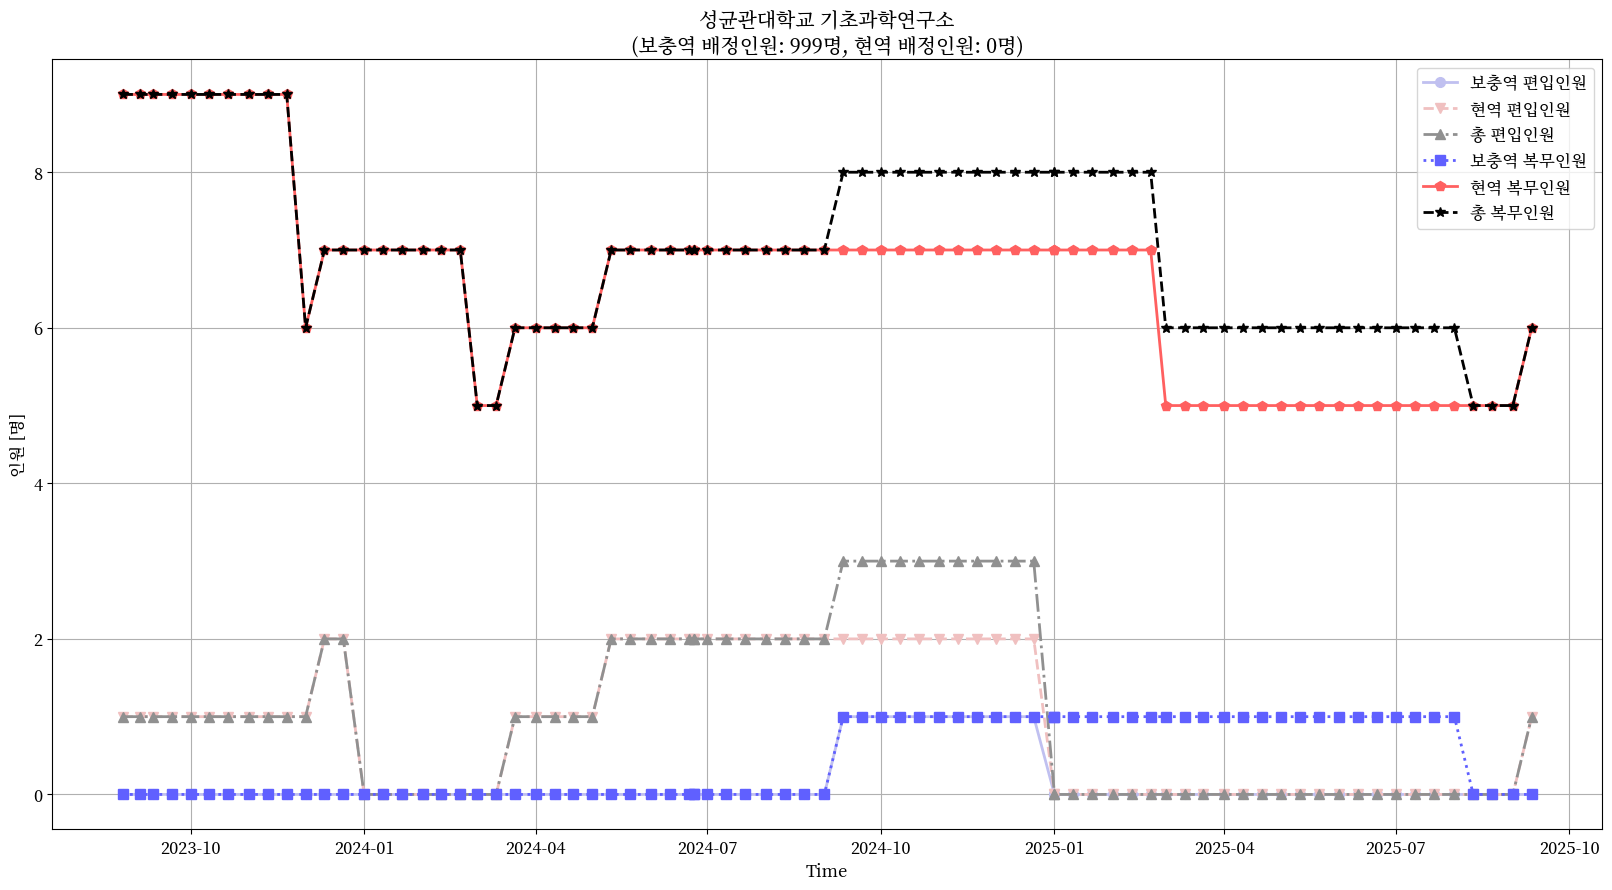 성균관대학교 기초과학연구소
(보충역 배정인원: 999명, 현역 배정인원: 0명)
보충역 편입인원
현역 편입인원
총 편입인원
보충역 복무인원
현역 복무인원
총 복무인원
인원 [명]
8
6
4
2
0
2023-10 2024-01 2024-04 2024-07 2024-10 2025-01 2025-04 2025-07 2025-10
Time